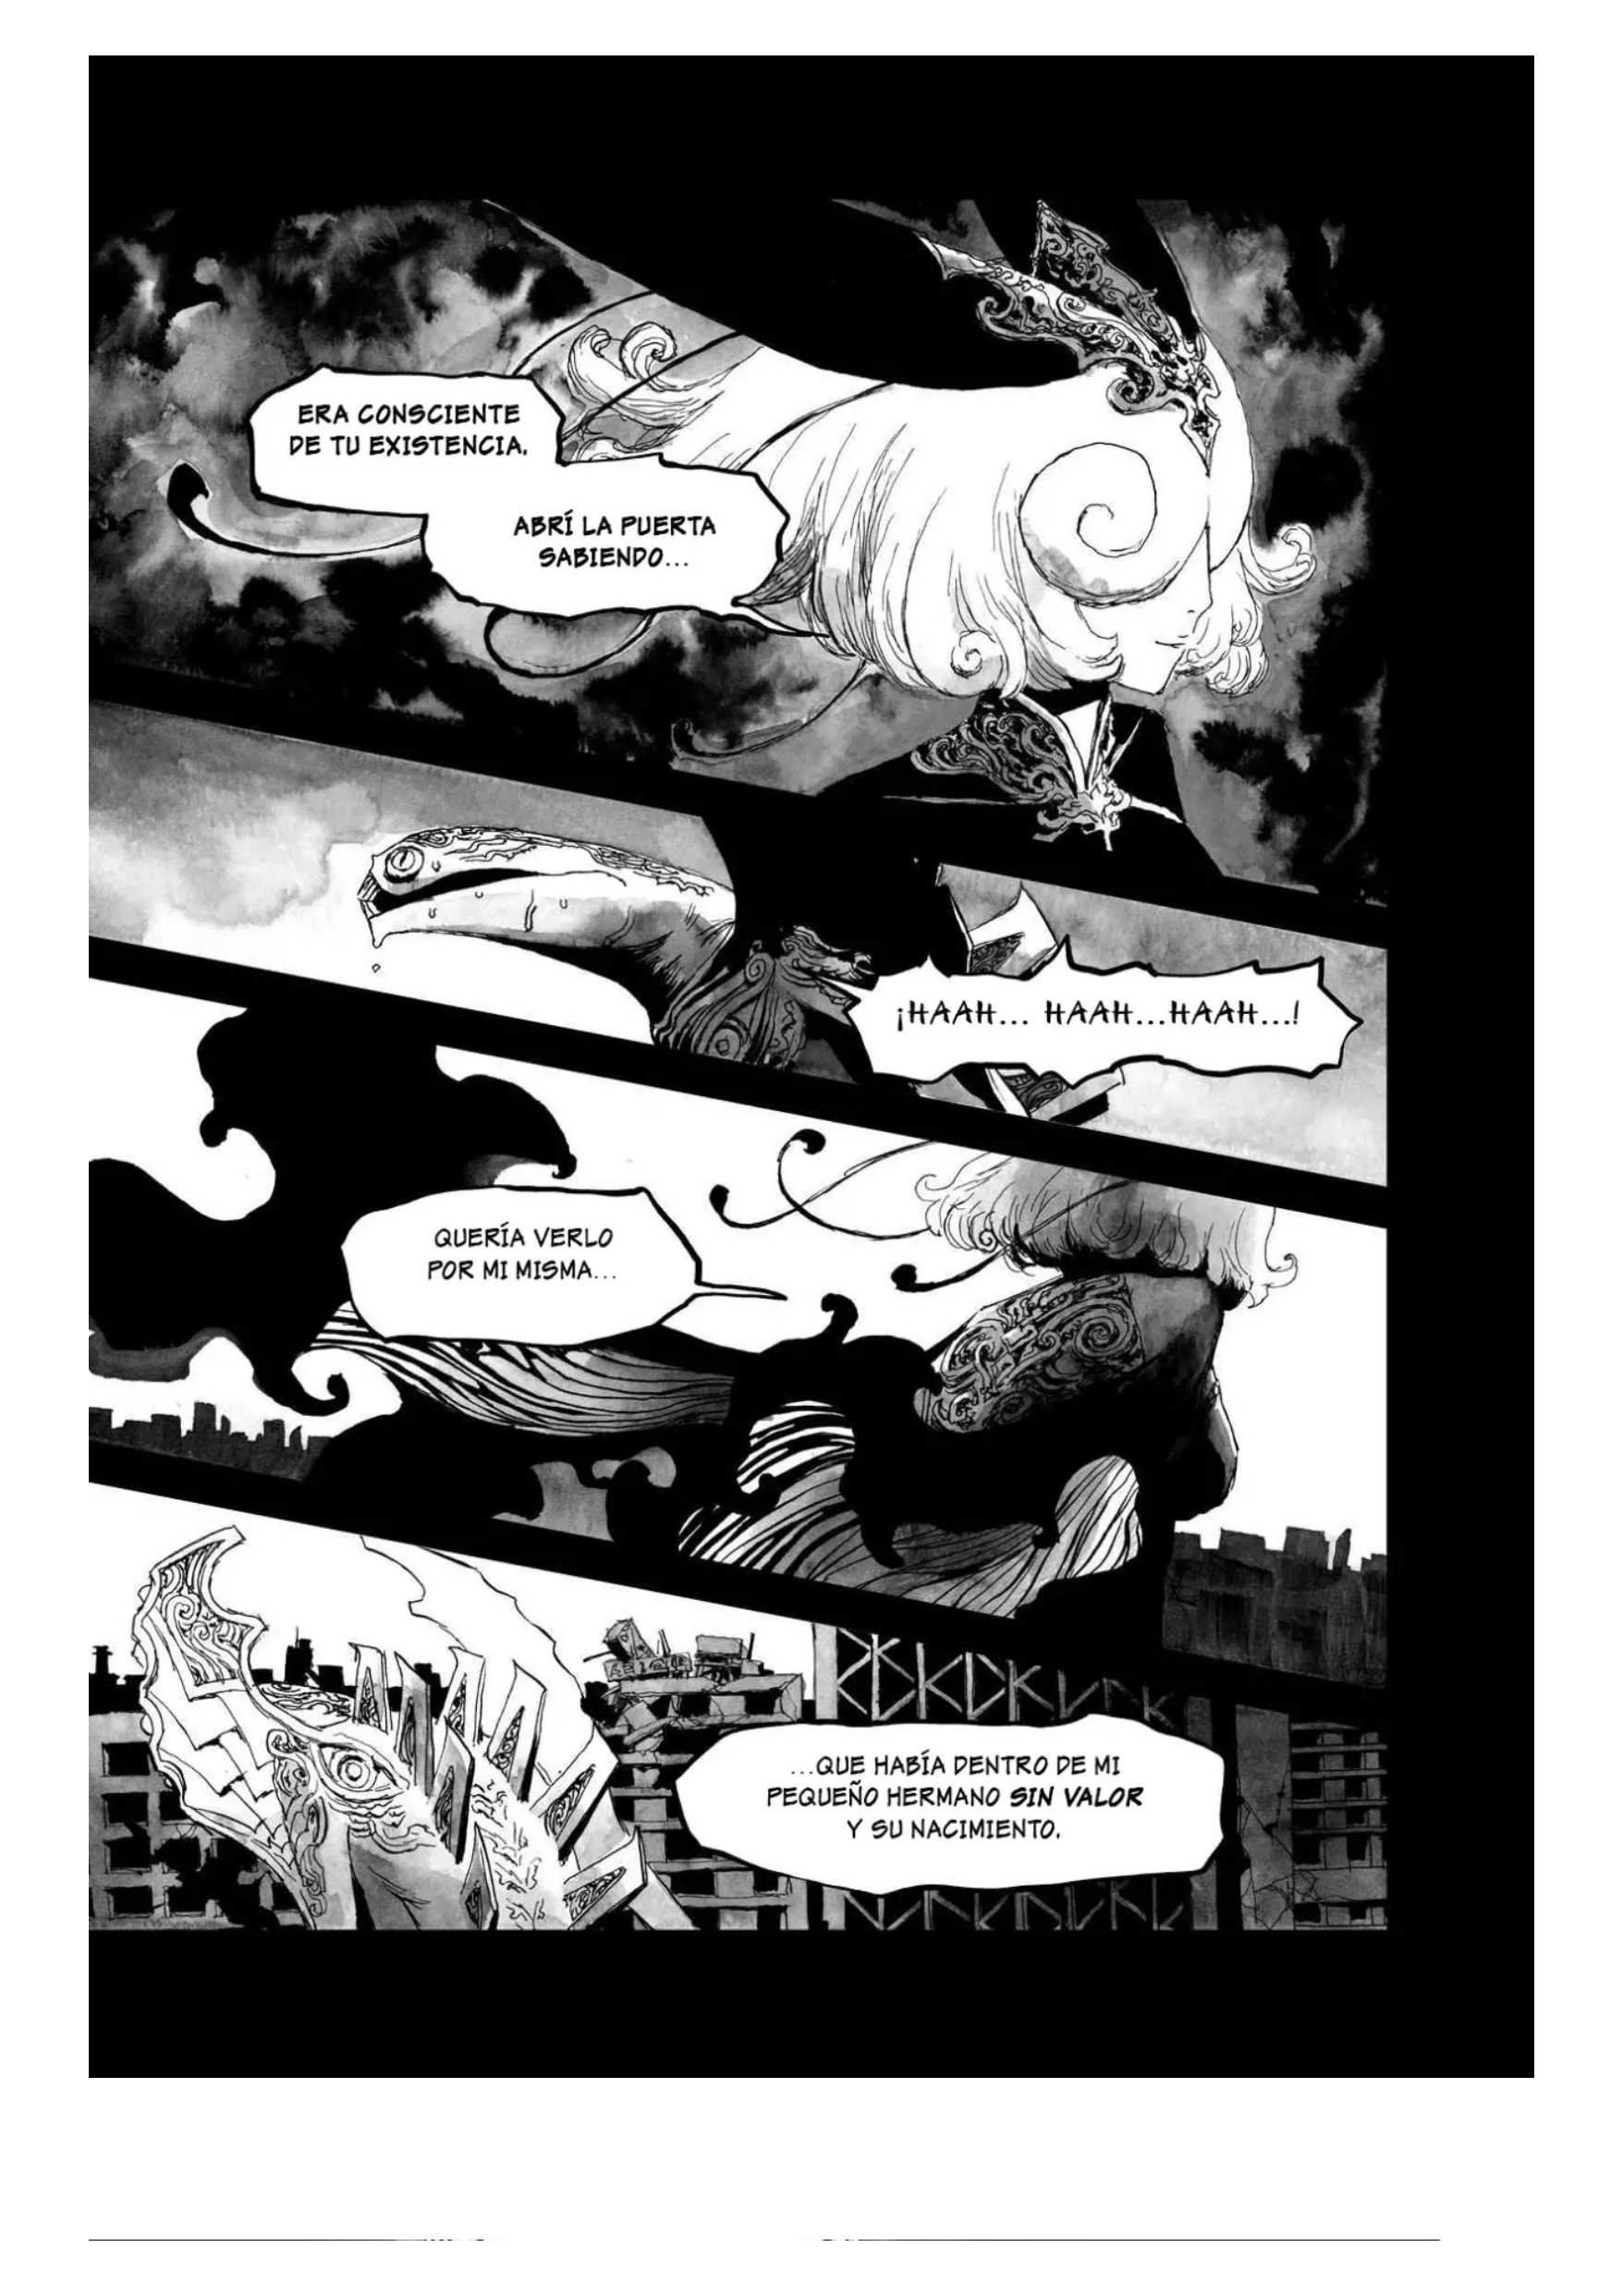 ERA CONSCIENTE
DE TU EXISTENCIA.
ABRÍ LA PUERTA
SABIENDO...
¡HAAH... HAAH...HAAH...!
QUERÍA VERLO
POR MI MISMA...
...QUE HABÍA DENTRO DE MI
PEQUEÑO HERMANO SIN VALOR
Y SU NACIMIENTO.